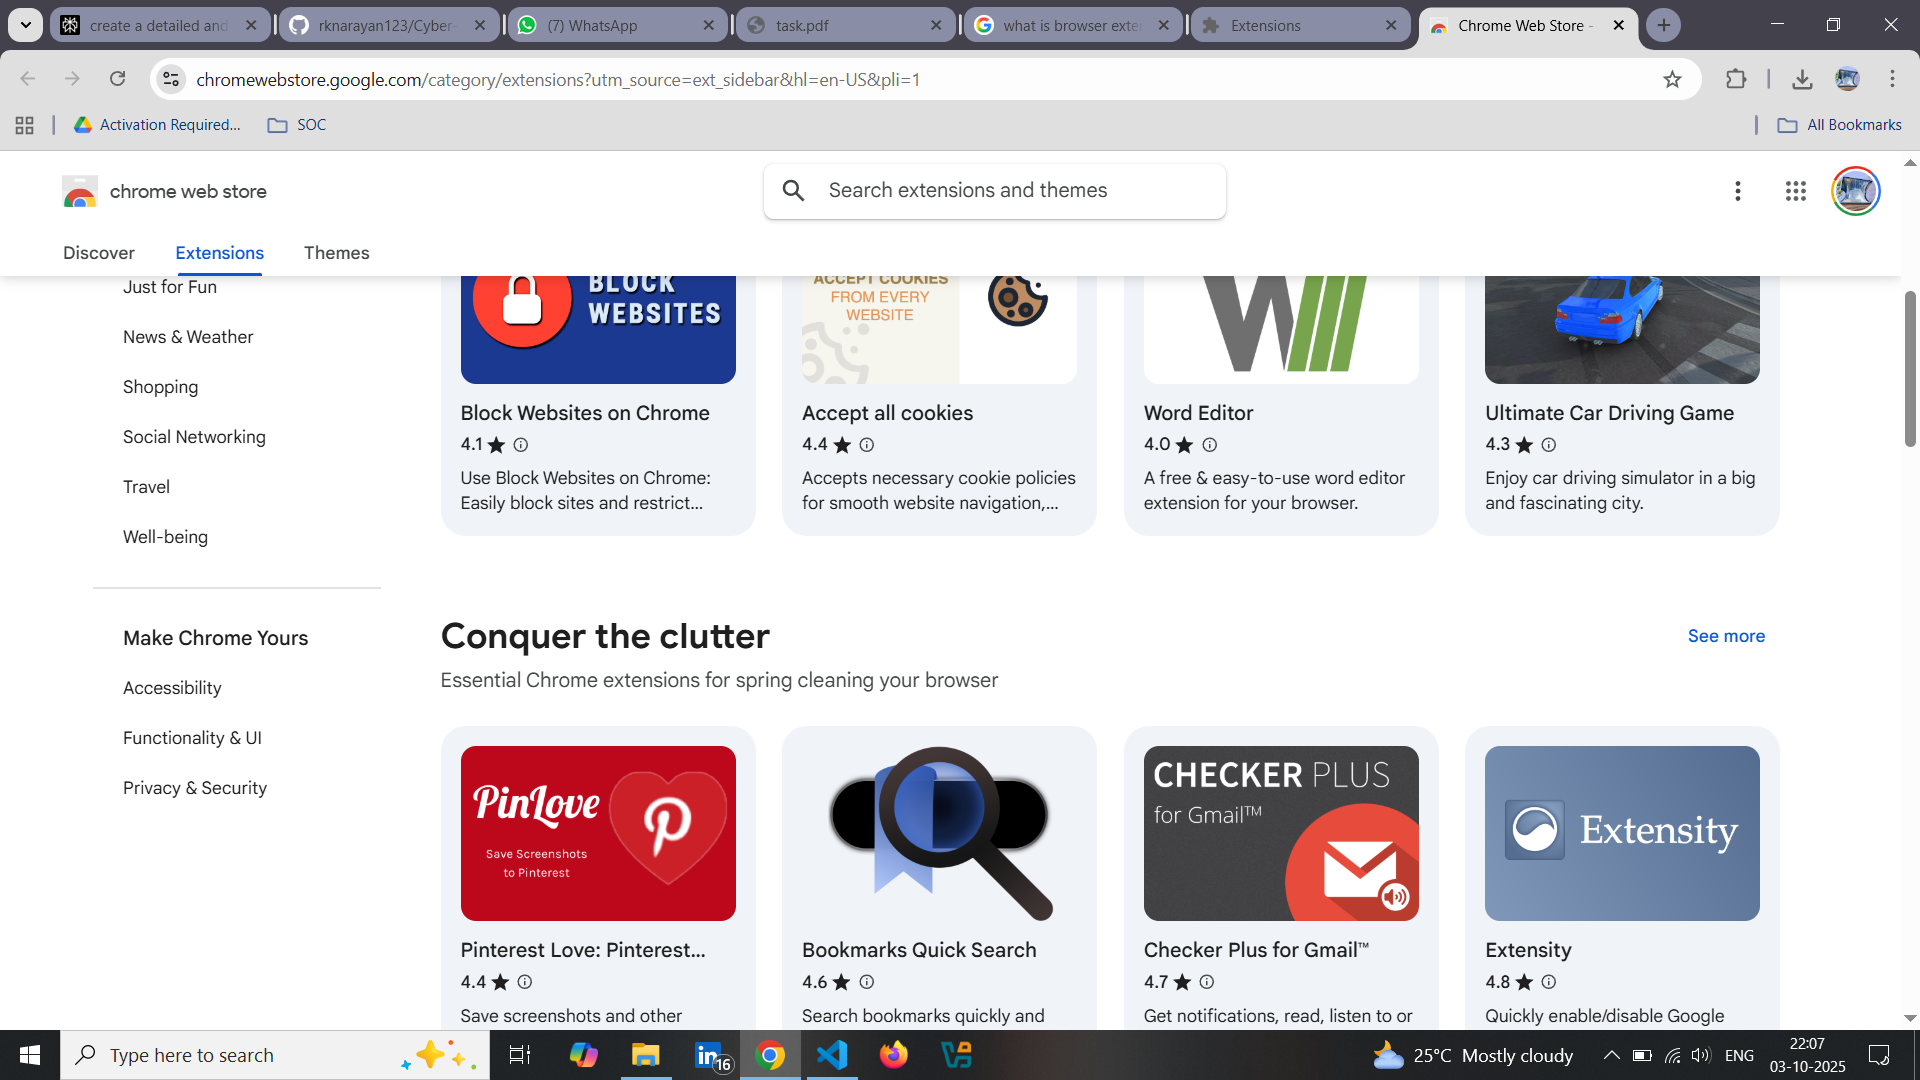 create a detailed and
rknarayan123/Cyber-
(7) WhatsApp
task.pdf
what is browser exte
Extensions
Chrome Web Store -
chromewebstore.google.com/category/extensions?utm_source=ext_sidebar&hl=en-US&pli=1
Activation Required...
SOC
All Bookmarks
chrome web store
Search extensions and themes
Discover
Extensions
Themes
Just for Fun
News & Weather
Shopping
Social Networking
Travel
Well-being
Make Chrome Yours
Accessibility
Functionality & UI
Privacy & Security
BLOCK
WEBSITES
Block Websites on Chrome
4.1
Use Block Websites on Chrome:
Easily block sites and restrict...
ACCEPT COOKIES
FROM EVERY
WEBSITE
Accept all cookies
4.4
Accepts necessary cookie policies
for smooth website navigation,...
W
Word Editor
4.0
A free & easy-to-use word editor
extension for your browser.
Ultimate Car Driving Game
4.3
Enjoy car driving simulator in a big
and fascinating city.
Conquer the clutter
See more
Essential Chrome extensions for spring cleaning your browser
PinLove
Save Screenshots
to Pinterest
Pinterest Love: Pinterest...
4.4
Save screenshots and other
Bookmarks Quick Search
4.6
Search bookmarks quickly and
CHECKER PLUS
for Gmail™
Checker Plus for Gmail™
4.7
Get notifications, read, listen to or
Extensity
Extensity
4.8
Quickly enable/disable Google
Type here to search
16
25°C Mostly cloudy
ENG
22:07
03-10-2025